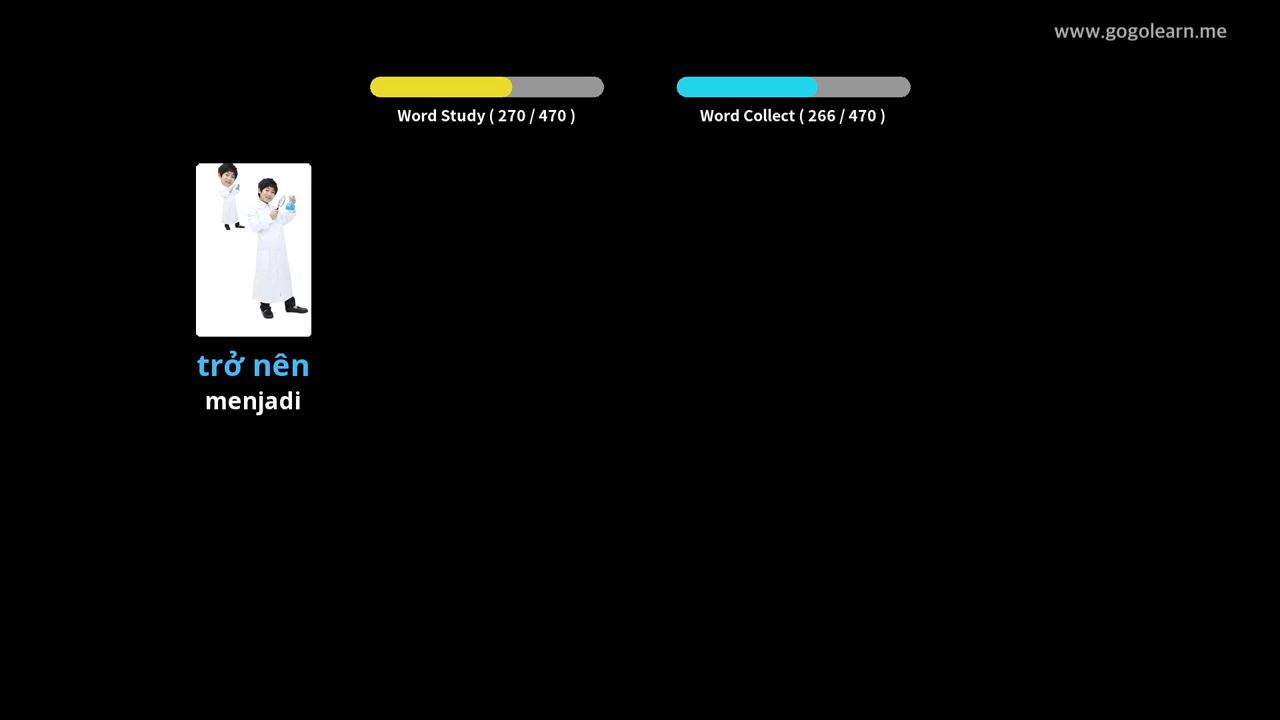 www.gogolearn.me
Word Study ( 270 / 470 )
Word Collect ( 266 / 470 )
trở nên
menjadi